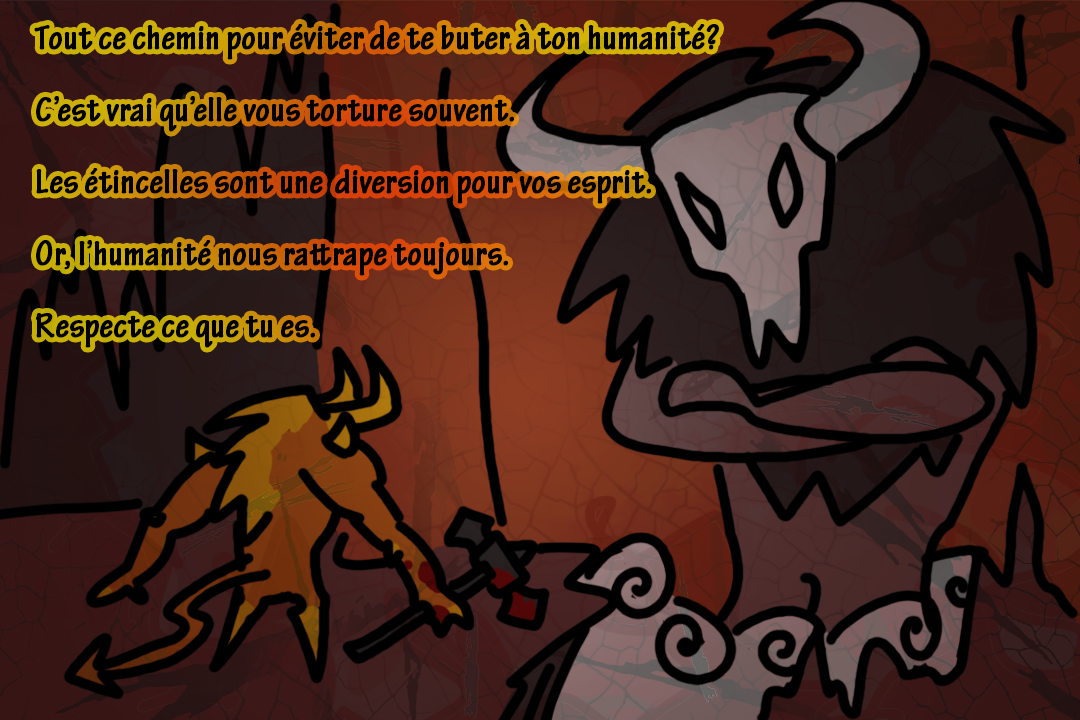 Tout ce chemin pour éviter de te buter à ton humanité?
C'est vrai qu'elle vous torture souvent.
Les étincelles sont une diversion pour vos esprit.
Or, l'humanité nous rattrape toujours.
Respecte ce que tu es.